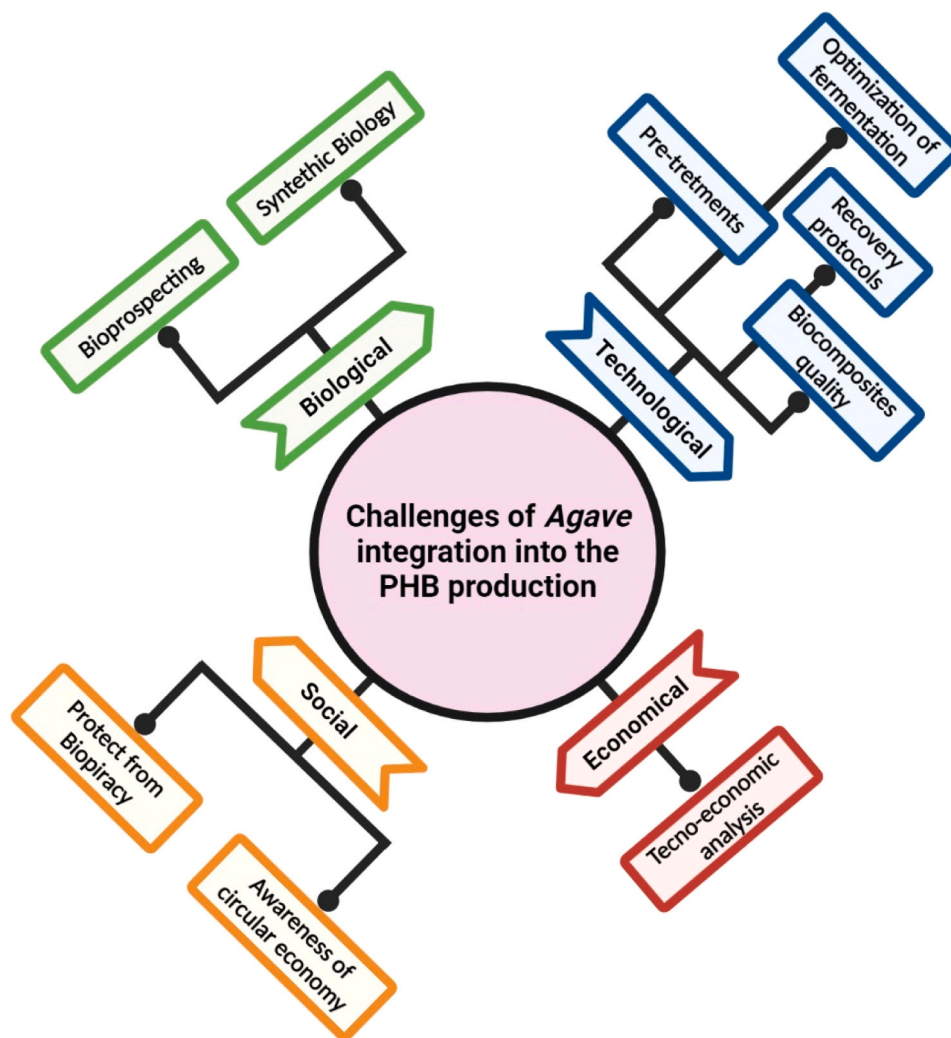 Syntethic Biology
Bioprospecting
Biological
Optimization of
fermentation
Pre-tretments
Recovery
protocols
Biocomposites
quality
Technological
Challenges of Agave
integration into the
PHB production
Social
Protect from
Biopiracy
Awareness of
circular economy
Economical
Tecno-economic
analysis